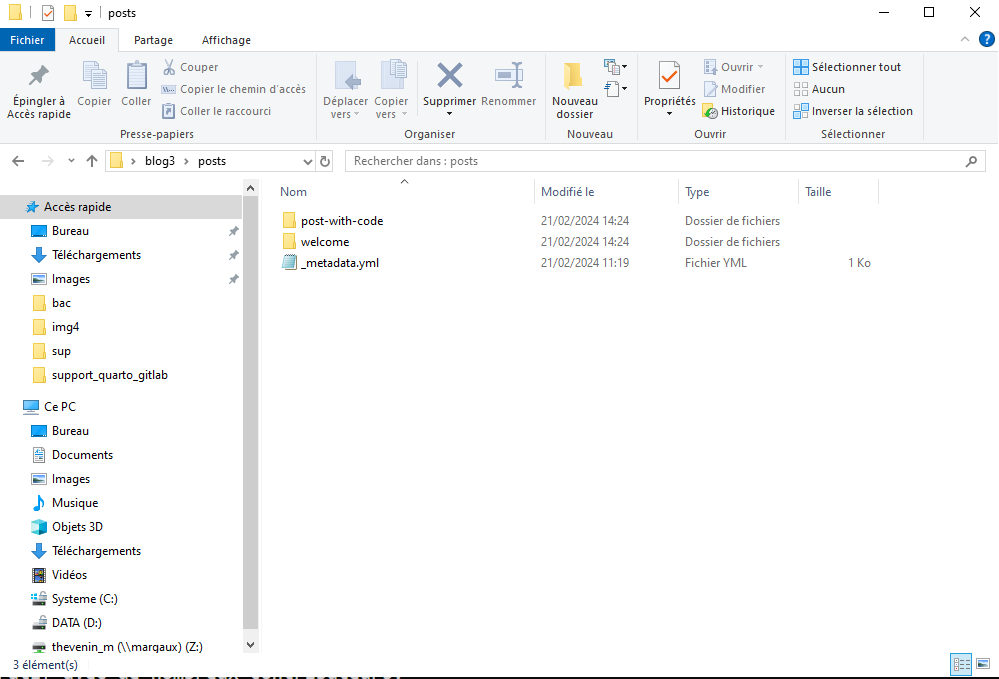 posts
Fichier Accueil Partage Affichage
Épingler à Accès rapide
Copier
Coller
Couper
Copier le chemin d'accès
Coller le raccourci
Presse-papiers
Déplacer vers
Copier vers
Supprimer
Renommer
Organiser
Nouveau dossier
Nouveau
Propriétés
Ouvrir
Modifier
Historique
Ouvrir
Sélectionner tout
Aucun
Inverser la sélection
Sélectionner
blog3 › posts
Rechercher dans : posts
Accès rapide
Bureau
Téléchargements
Images
bac
img4
sup
support_quarto_gitlab
Ce PC
Bureau
Documents
Images
Musique
Objets 3D
Téléchargements
Vidéos
Systeme (C:)
DATA (D:)
thevenin_m (\\margaux) (Z:)
Nom Modifié le Type Taille
post-with-code 21/02/2024 14:24 Dossier de fichiers
welcome 21/02/2024 14:24 Dossier de fichiers
_metadata.yml 21/02/2024 11:19 Fichier YML 1 Ko
3 élément(s)